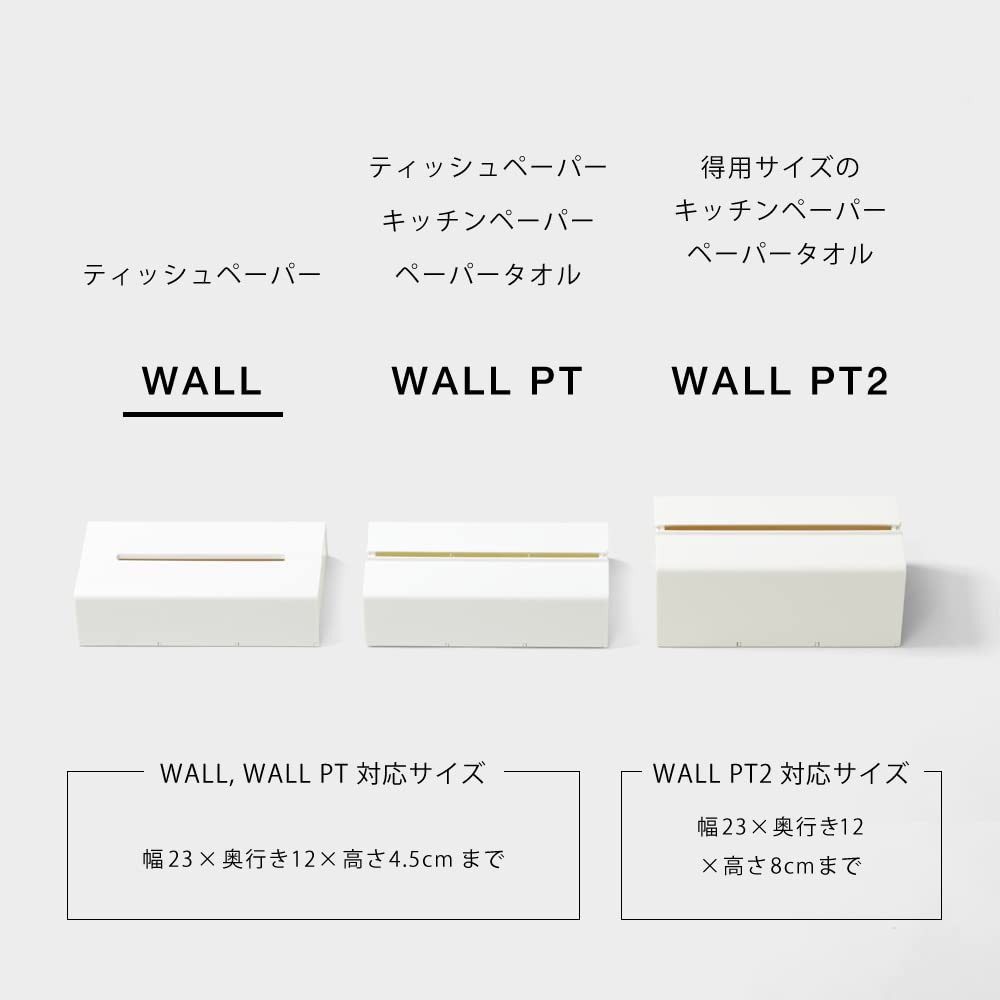 ティッシュペーパー
WALL
ティッシュペーパー
キッチンペーパー
ペーパータオル
WALL PT
得用サイズの
キッチンペーパー
ペーパータオル
WALL PT2
WALL, WALL PT 対応サイズ
幅23×奥行き12×高さ4.5cm まで
WALL PT2 対応サイズ
幅23×奥行き12
×高さ8cmまで